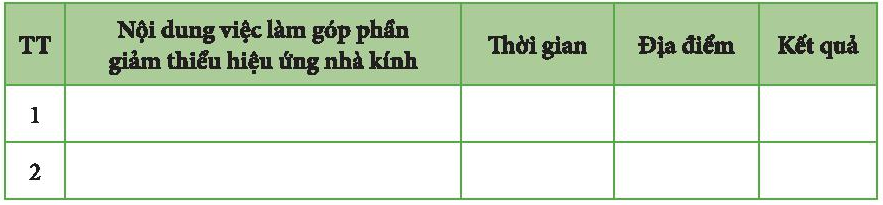 TT
Nội dung việc làm góp phần
giảm thiểu hiệu ứng nhà kính
Thời gian
Địa điểm
Kết quả
1
2